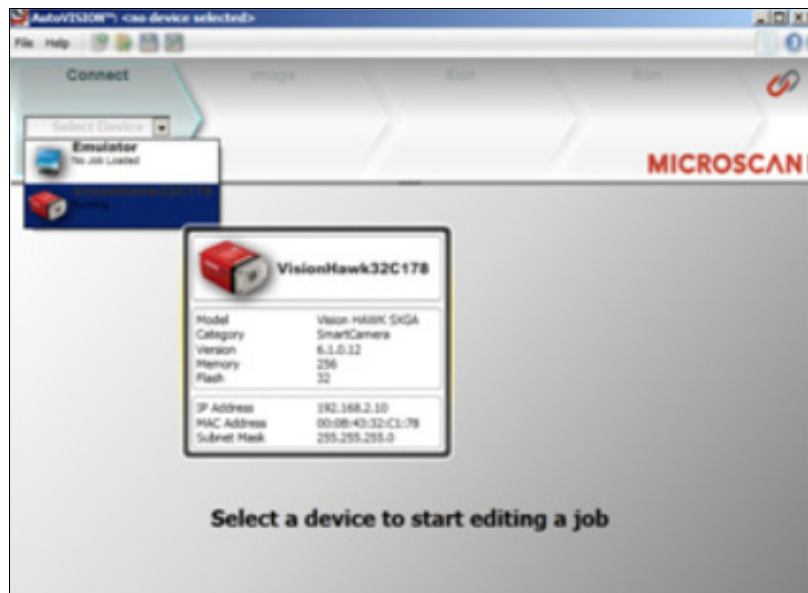 AutoVISION™: <no device selected>
File Help
Connect Image Edit Run
Select Device
Emulator
No Job Loaded
MICROSCAN
VisionHawk32C178
Running
VisionHawk32C178
Model Vision HAWK SXGA
Category SmartCamera
Version 6.1.0.12
Memory 256
Flash 32
IP Address 192.168.2.10
MAC Address 00:0B:43:32:C1:78
Subnet Mask 255.255.255.0
Select a device to start editing a job